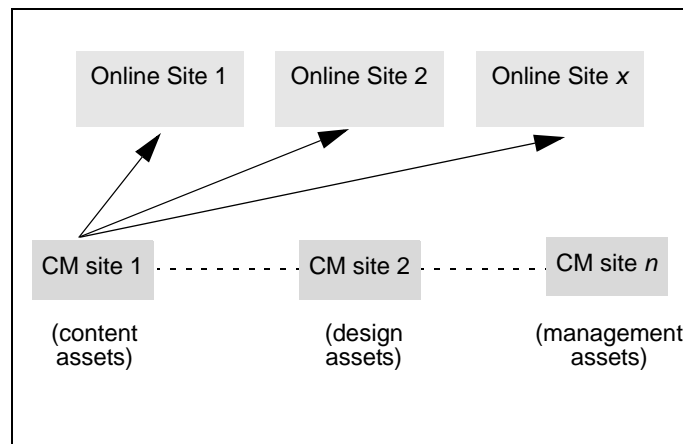 Online Site 1
Online Site 2
Online Site x
CM site 1
CM site 2
CM site n
(content
assets)
(design
assets)
(management
assets)